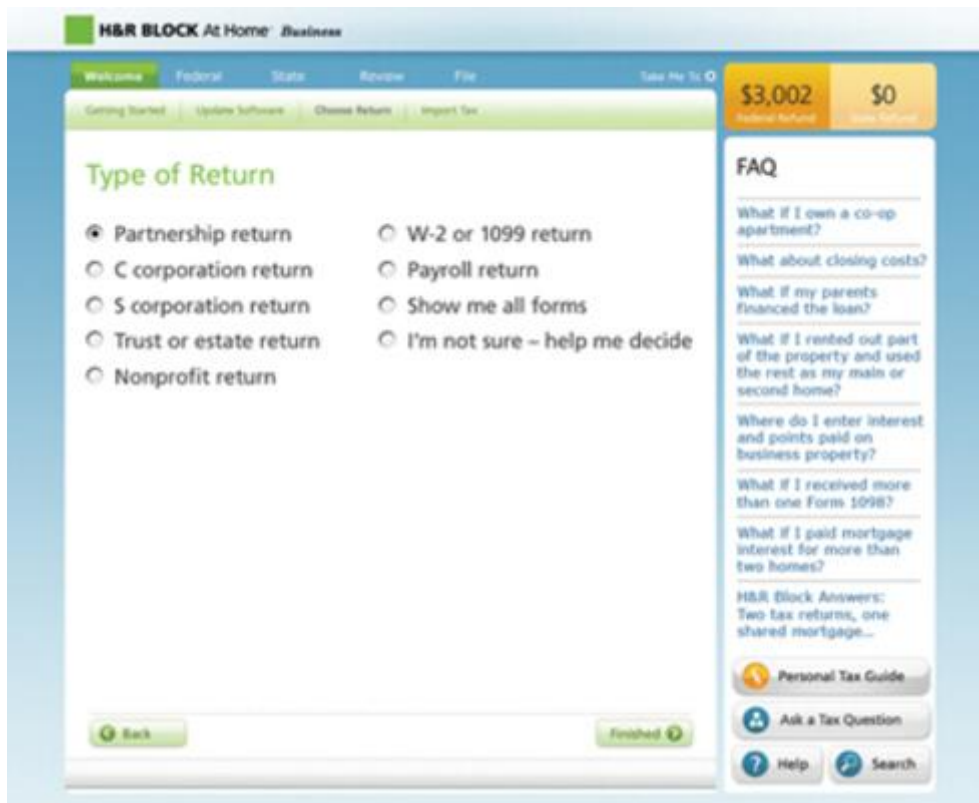 H&R BLOCK At Home Business
Welcome Federal State Review File Take Me To
Getting Started Update Software Choose Return Import Tax
$3,002 $0
Federal Refund State Refund
Type of Return
Partnership return
C corporation return
S corporation return
Trust or estate return
Nonprofit return
W-2 or 1099 return
Payroll return
Show me all forms
I'm not sure – help me decide
Back
Finished
FAQ
What if I own a co-op
apartment?
What about closing costs?
What if my parents
financed the loan?
What if I rented out part
of the property and used
the rest as my main or
second home?
Where do I enter interest
and points paid on
business property?
What if I received more
than one Form 1098?
What if I paid mortgage
interest for more than
two homes?
H&R Block Answers:
Two tax returns, one
shared mortgage...
Personal Tax Guide
Ask a Tax Question
Help Search